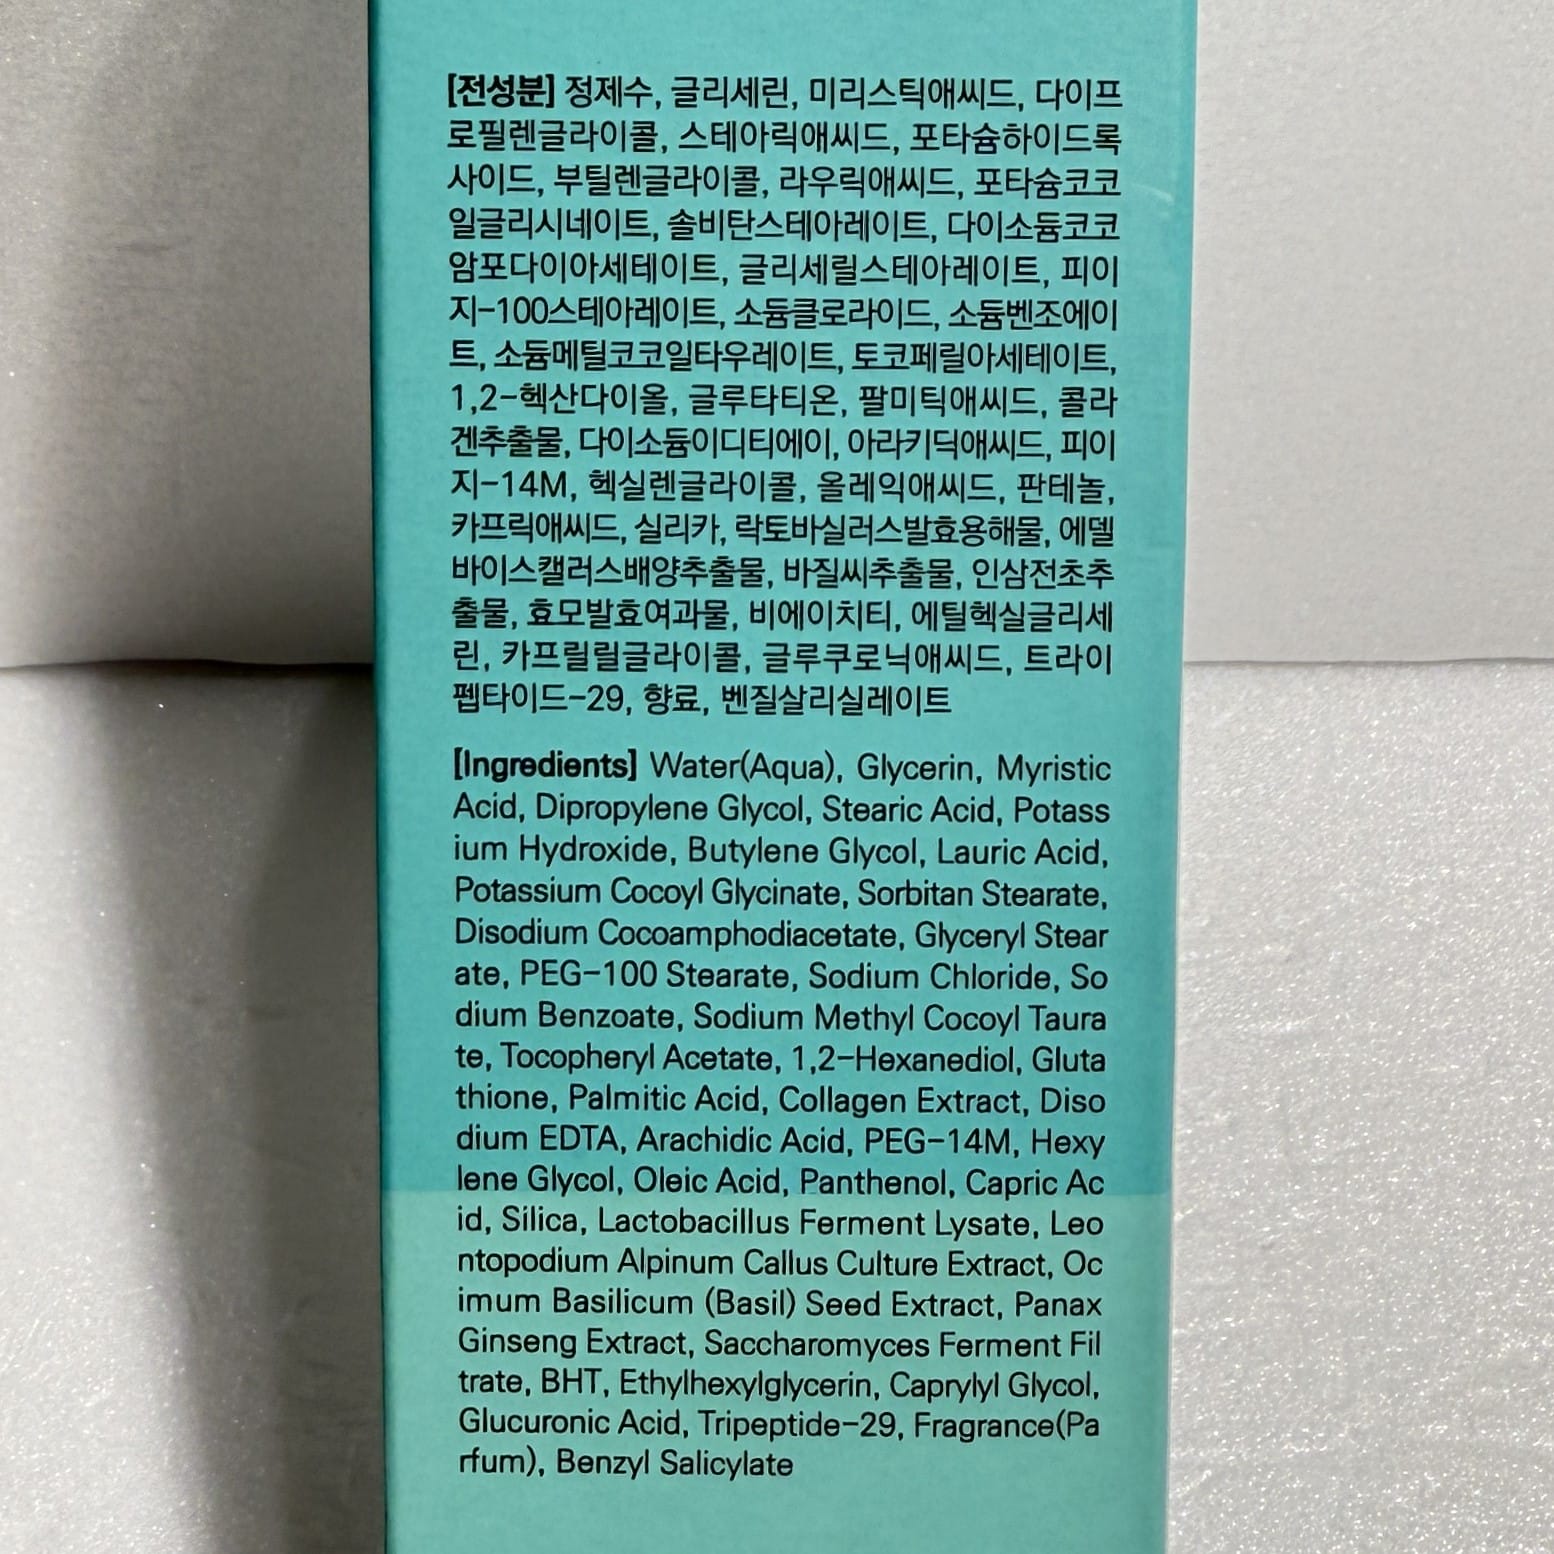 [전성분] 정제수, 글리세린, 미리스틱애씨드, 다이프
로필렌글라이콜, 스테아릭애씨드, 포타슘하이드록
사이드, 부틸렌글라이콜, 라우릭애씨드, 포타슘코코
일글리시네이트, 솔비탄스테아레이트, 다이소듐코코
암포다이아세테이트, 글리세릴스테아레이트, 피이
지-100스테아레이트, 소듐클로라이드, 소듐벤조에이
트, 소듐메틸코코일타우레이트, 토코페릴아세테이트,
1,2-헥산다이올, 글루타티온, 팔미틱애씨드, 콜라
겐추출물, 다이소듐이디티에이, 아라키딕애씨드, 피이
지-14M, 헥실렌글라이콜, 올레익애씨드, 판테놀,
카프릭애씨드, 실리카, 락토바실러스발효용해물, 에델
바이스캘러스배양추출물, 바질씨추출물, 인삼전초추
출물, 효모발효여과물, 비에이치티, 에틸헥실글리세
린, 카프릴릴글라이콜, 글루쿠로닉애씨드, 트라이
펩타이드-29, 향료, 벤질살리실레이트
[Ingredients] Water(Aqua), Glycerin, Myristic
Acid, Dipropylene Glycol, Stearic Acid, Potass
ium Hydroxide, Butylene Glycol, Lauric Acid,
Potassium Cocoyl Glycinate, Sorbitan Stearate,
Disodium Cocoamphodiacetate, Glyceryl Stear
ate, PEG-100 Stearate, Sodium Chloride, So
dium Benzoate, Sodium Methyl Cocoyl Taura
te, Tocopheryl Acetate, 1,2-Hexanediol, Gluta
thione, Palmitic Acid, Collagen Extract, Diso
dium EDTA, Arachidic Acid, PEG-14M, Hexy
lene Glycol, Oleic Acid, Panthenol, Capric Ac
id, Silica, Lactobacillus Ferment Lysate, Leo
ntopodium Alpinum Callus Culture Extract, Oc
imum Basilicum (Basil) Seed Extract, Panax
Ginseng Extract, Saccharomyces Ferment Fil
trate, BHT, Ethylhexylglycerin, Caprylyl Glycol,
Glucuronic Acid, Tripeptide-29, Fragrance(Pa
rfum), Benzyl Salicylate